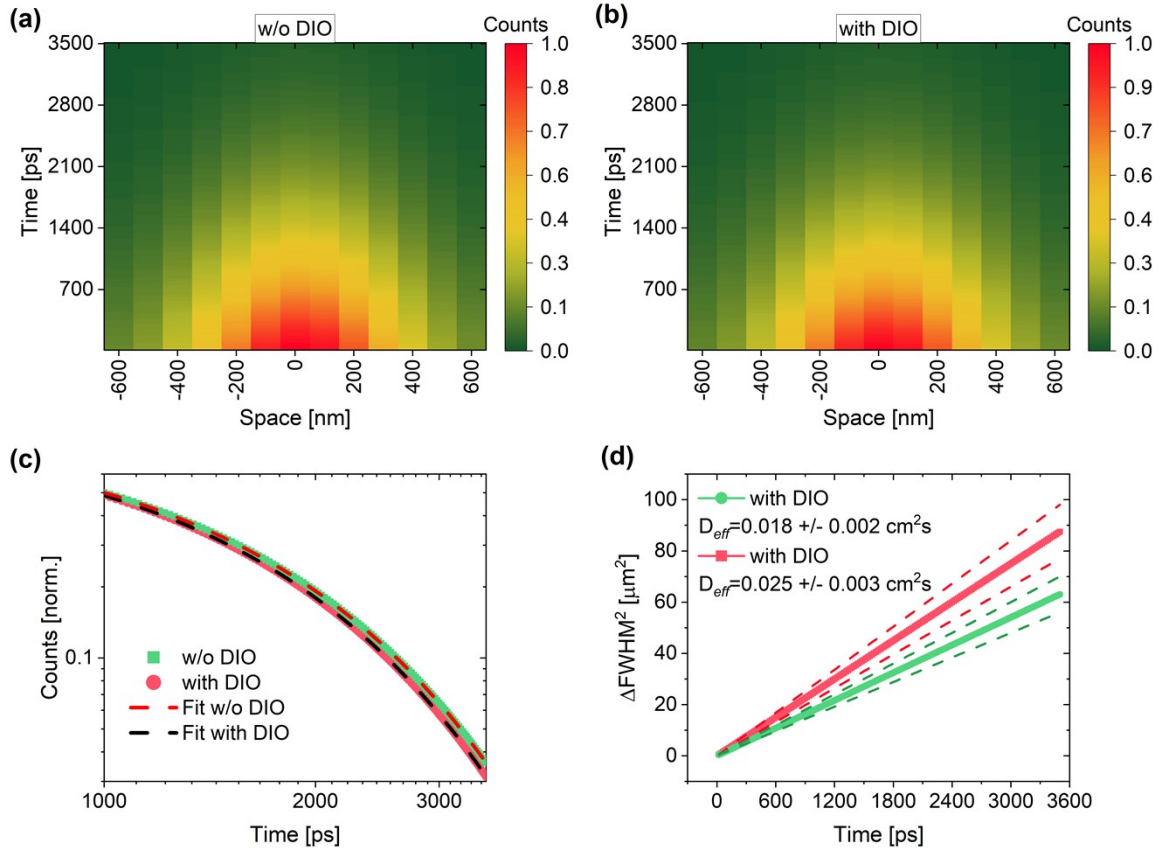 (a)
w/o DIO
Counts
3500
2800
2100
1400
700
Time [ps]
-600
-400
-200
0
200
400
600
Space [nm]
1.0
0.9
0.7
0.6
0.4
0.3
0.1
0.0
(b)
with DIO
Counts
3500
2800
2100
1400
700
Time [ps]
-600
-400
-200
0
200
400
600
Space [nm]
1.0
0.9
0.7
0.6
0.4
0.3
0.1
0.0
(c)
Counts [norm.]
0.1
w/o DIO
with DIO
Fit w/o DIO
Fit with DIO
1000
2000
3000
Time [ps]
(d)
ΔFWHM² [µm²]
100
80
60
40
20
0
with DIO
D_eff=0.018 +/- 0.002 cm²s
with DIO
D_eff=0.025 +/- 0.003 cm²s
0
600
1200
1800
2400
3000
3600
Time [ps]